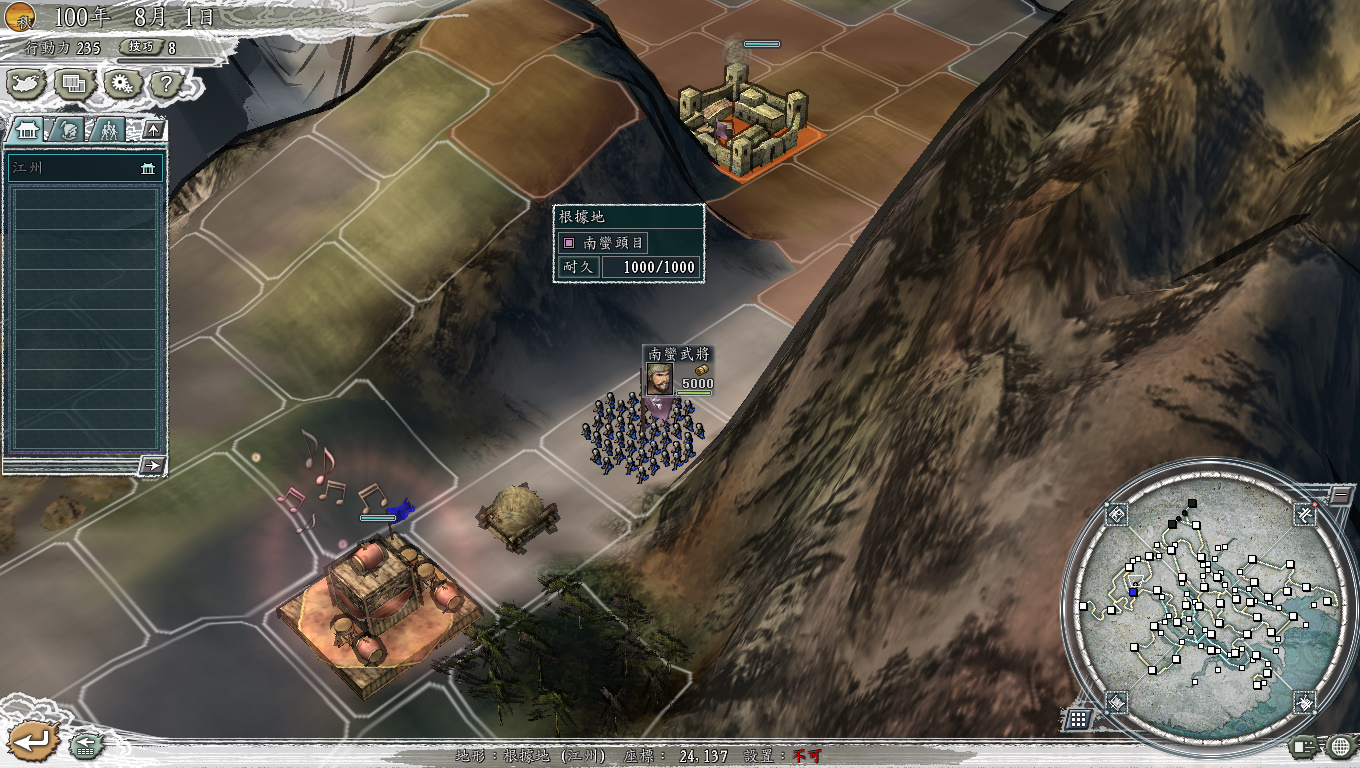 100年 8月 1日
行動力 235 技巧 8
?
江州
根據地
南蠻頭目
耐久 1000/1000
南蠻武將
5000
地形：根據地 (江州) 座標： 24,137 設置：不可